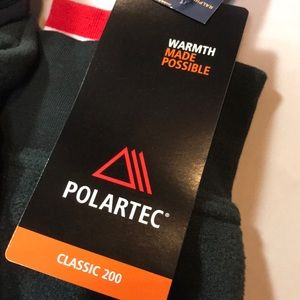 WARMTH
MADE
POSSIBLE
POLARTEC®
CLASSIC 200